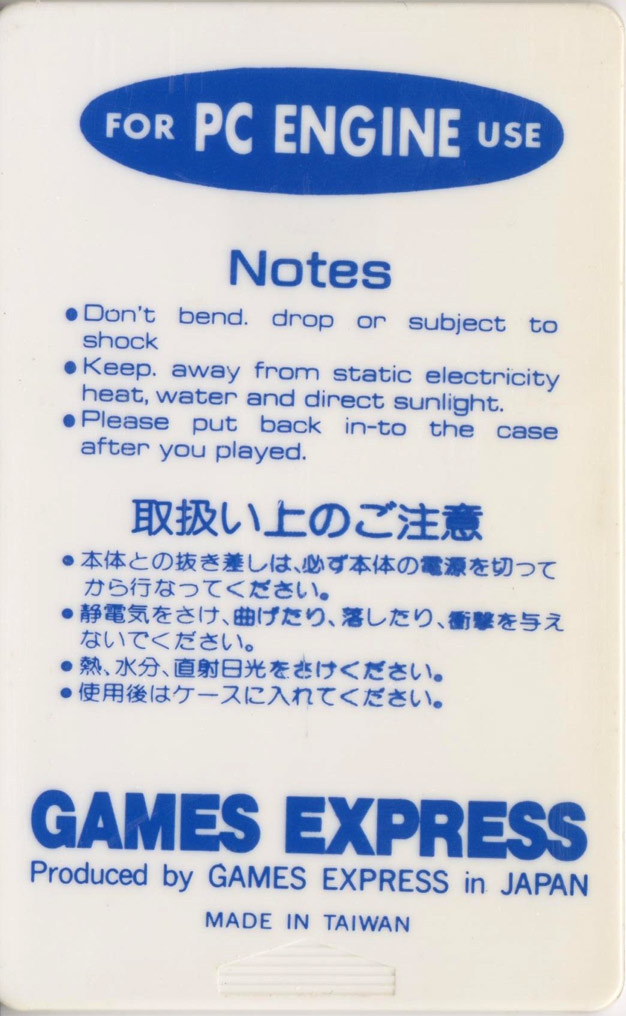 FOR PC ENGINE USE
Notes
●Don't bend. drop or subject to
shock
●Keep. away from static electricity
heat, water and direct sunlight.
●Please put back in-to the case
after you played.
取扱い上のご注意
●本体との抜き差しは、必ず本体の電源を切って
から行なってください。
●静電気をさけ、曲げたり、落したり、衝撃を与え
ないでください。
●熱、水分、直射日光をさけください。
●使用後はケースに入れてください。
GAMES EXPRESS
Produced by GAMES EXPRESS in JAPAN
MADE IN TAIWAN